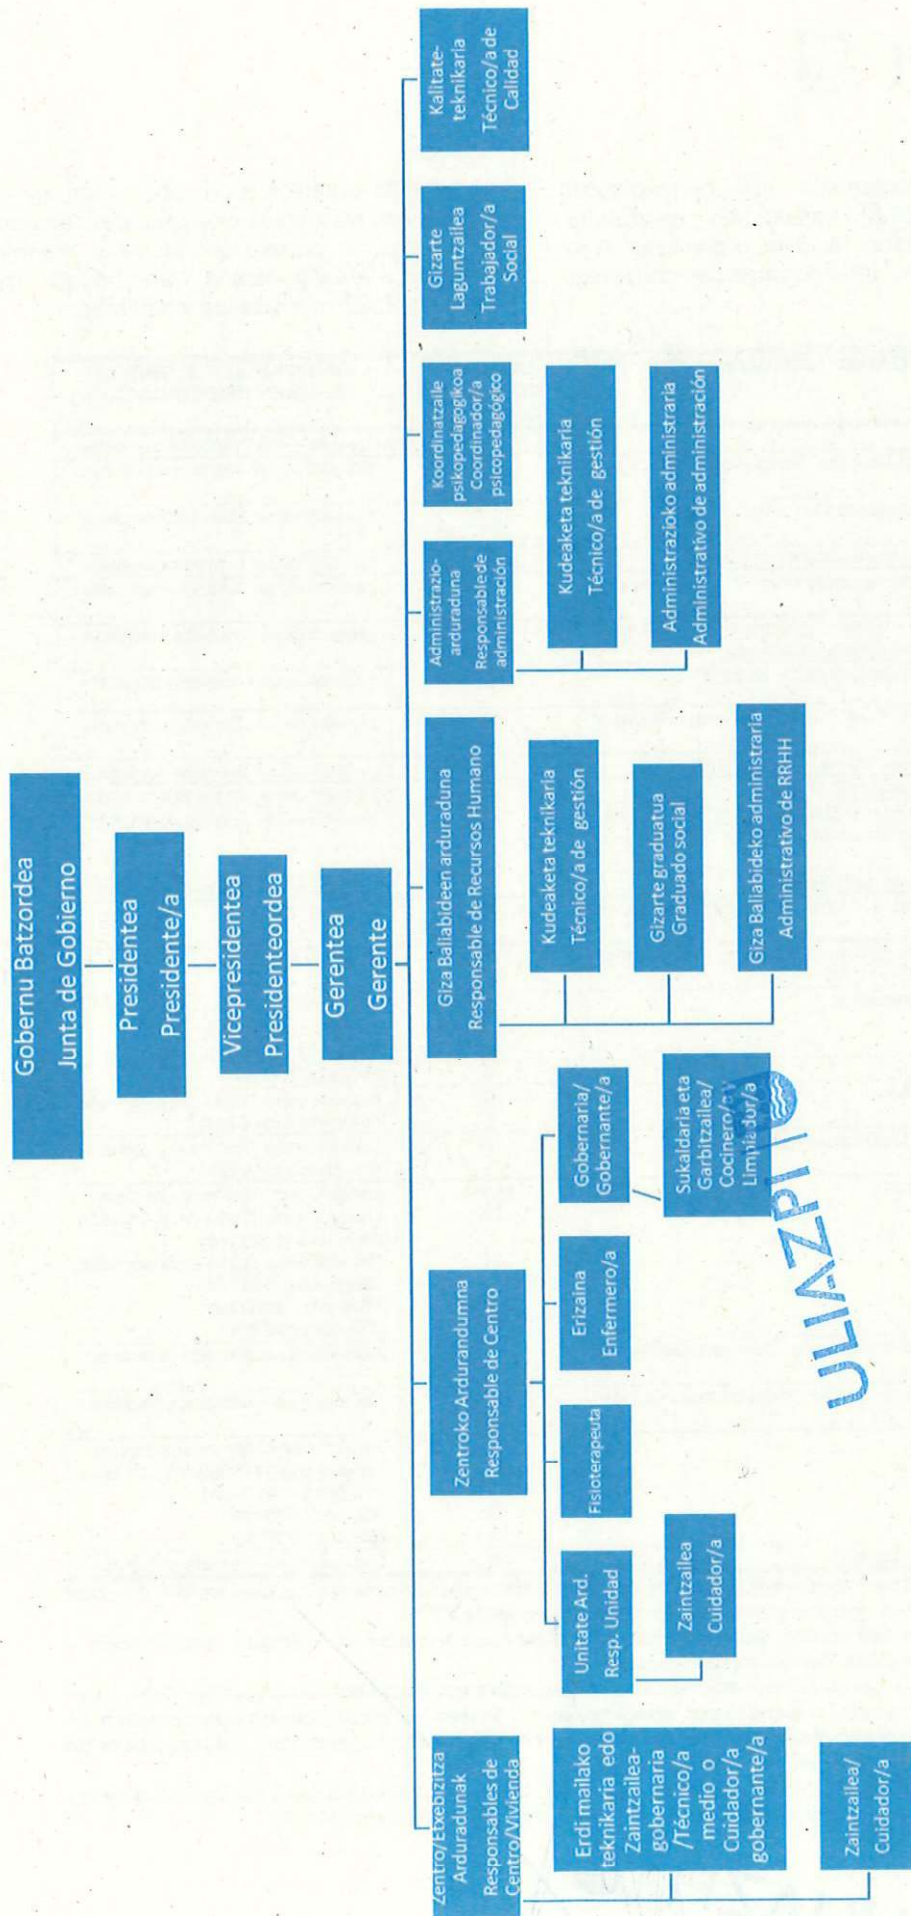 Gobernu Batzordea
Junta de Gobierno
Presidentea
Presidente/a
Vicepresidentea
Presidenteordea
Gerentea
Gerente
Zentro/Etxebizitza
Arduradunak
Responsables de
Centro/Vivienda
Erdi mailako
teknikaria edo
Zaintzailea-
gobernaria
/Técnico/a
medio o
Cuidador/a
gobernante/a
Zaintzailea/
Cuidador/a
Zentroko Ardurandumna
Responsable de Centro
Unitate Ard.
Resp. Unidad
Zaintzailea
Cuidador/a
Fisioterapeuta
Erizaina
Enfermero/a
Gobernaria/
Gobernante/a
Sukaldaria eta
Garbitzailea/
Cocinero/a y
Limpiador/a
Giza Baliabideen arduraduna
Responsable de Recursos Humano
Kudeaketa teknikaria
Técnico/a de gestión
Gizarte graduatua
Graduado social
Giza Baliabideko administraria
Administrativo de RRHH
Administrazio-
arduraduna
Responsable de
administración
Kudeaketa teknikaria
Técnico/a de gestión
Administrazioko administraria
Administrativo de administración
Koordinatzaile
psikopedagogikoa
Coordinador/a
psicopedagógico
Gizarte
Laguntzailea
Trabajador/a
Social
Kalitate-
teknikaria
Técnico/a de
Calidad
ULIAZPI